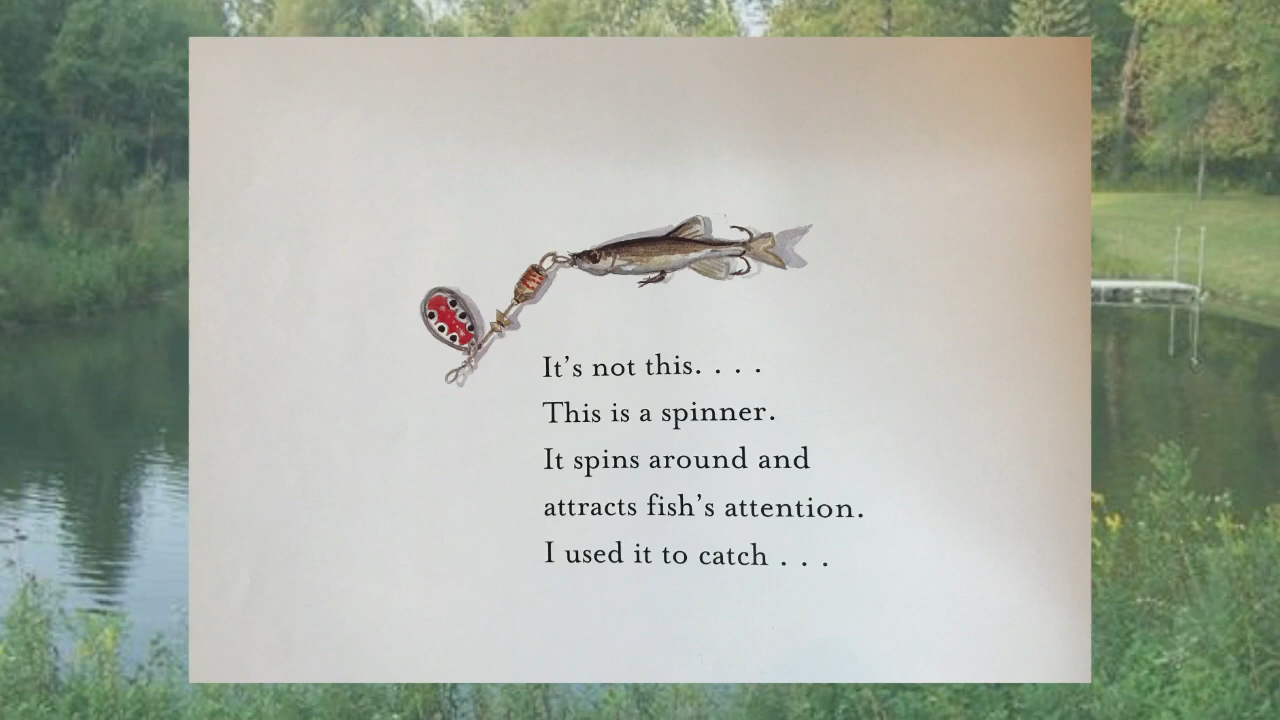 It's not this. . . .
This is a spinner.
It spins around and
attracts fish's attention.
I used it to catch . . .